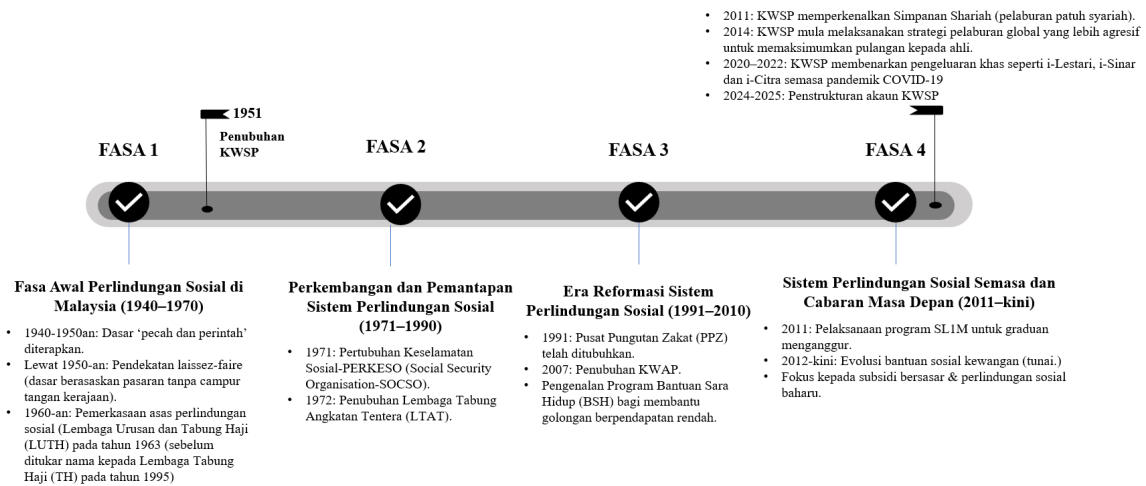 • 2011: KWSP memperkenalkan Simpanan Shariah (pelaburan patuh syariah).
• 2014: KWSP mula melaksanakan strategi pelaburan global yang lebih agresif
untuk memaksimumkan pulangan kepada ahli.
• 2020–2022: KWSP membenarkan pengeluaran khas seperti i-Lestari, i-Sinar
dan i-Citra semasa pandemik COVID-19
• 2024-2025: Penstrukturan akaun KWSP
1951
Penubuhan
KWSP
FASA 1
FASA 2
FASA 3
FASA 4
Fasa Awal Perlindungan Sosial di
Malaysia (1940–1970)
• 1940-1950an: Dasar ‘pecah dan perintah’
diterapkan.
• Lewat 1950-an: Pendekatan laissez-faire
(dasar berasaskan pasaran tanpa campur
tangan kerajaan).
• 1960-an: Pemerkasaan asas perlindungan
sosial (Lembaga Urusan dan Tabung Haji
(LUTH) pada tahun 1963 (sebelum
ditukar nama kepada Lembaga Tabung
Haji (TH) pada tahun 1995)
Perkembangan dan Pemantapan
Sistem Perlindungan Sosial
(1971–1990)
• 1971: Pertubuhan Keselamatan
Sosial-PERKESO (Social Security
Organisation-SOCSO).
• 1972: Penubuhan Lembaga Tabung
Angkatan Tentera (LTAT).
Era Reformasi Sistem
Perlindungan Sosial (1991–2010)
• 1991: Pusat Pungutan Zakat (PPZ)
telah ditubuhkan.
• 2007: Penubuhan KWAP.
• Pengenalan Program Bantuan Sara
Hidup (BSH) bagi membantu
golongan berpendapatan rendah.
Sistem Perlindungan Sosial Semasa dan
Cabaran Masa Depan (2011–kini)
• 2011: Pelaksanaan program SL1M untuk graduan
menganggur.
• 2012-kini: Evolusi bantuan sosial kewangan (tunai.)
• Fokus kepada subsidi bersasar & perlindungan sosial
baharu.